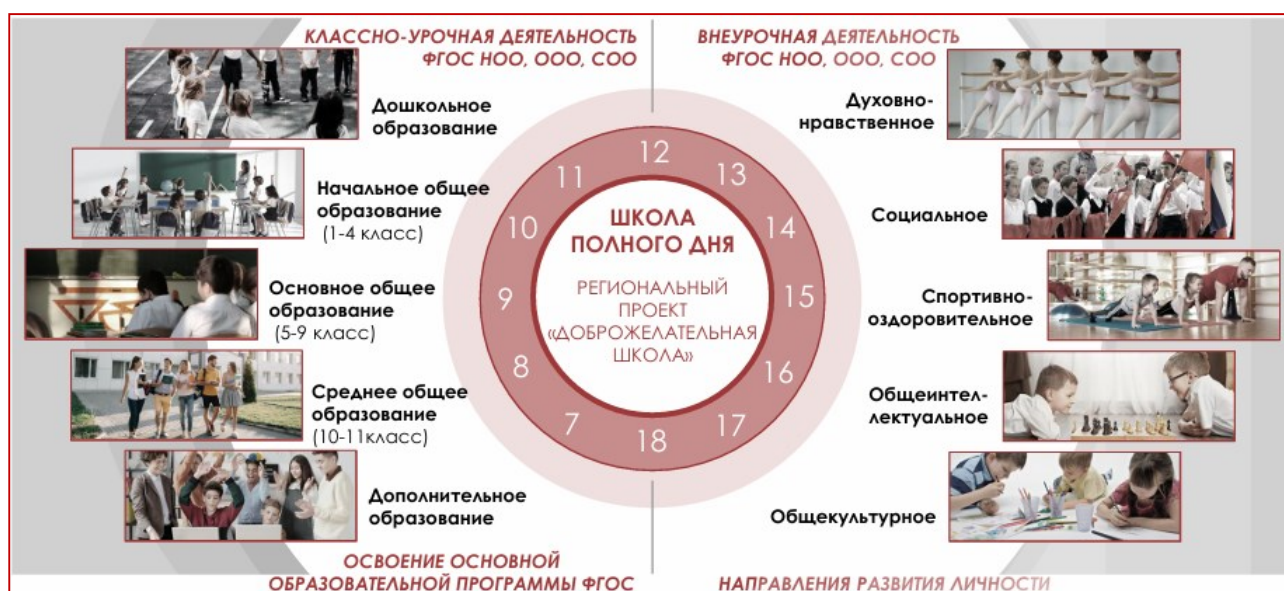 КЛАССНО-УРОЧНАЯ ДЕЯТЕЛЬНОСТЬ
ФГОС НОО, ООО, СОО
Дошкольное
образование
Начальное общее
образование
(1-4 класс)
Основное общее
образование
(5-9 класс)
Среднее общее
образование
(10-11класс)
Дополнительное
образование
ОСВОЕНИЕ ОСНОВНОЙ
ОБРАЗОВАТЕЛЬНОЙ ПРОГРАММЫ ФГОС
7
8
9
10
11
12
13
14
15
16
17
18
ШКОЛА
ПОЛНОГО ДНЯ
РЕГИОНАЛЬНЫЙ
ПРОЕКТ
«ДОБРОЖЕЛАТЕЛЬНАЯ
ШКОЛА»
ВНЕУРОЧНАЯ ДЕЯТЕЛЬНОСТЬ
ФГОС НОО, ООО, СОО
Духовно-
нравственное
Социальное
Спортивно-
оздоровительное
Общеинтел-
лектуальное
Общекультурное
НАПРАВЛЕНИЯ РАЗВИТИЯ ЛИЧНОСТИ